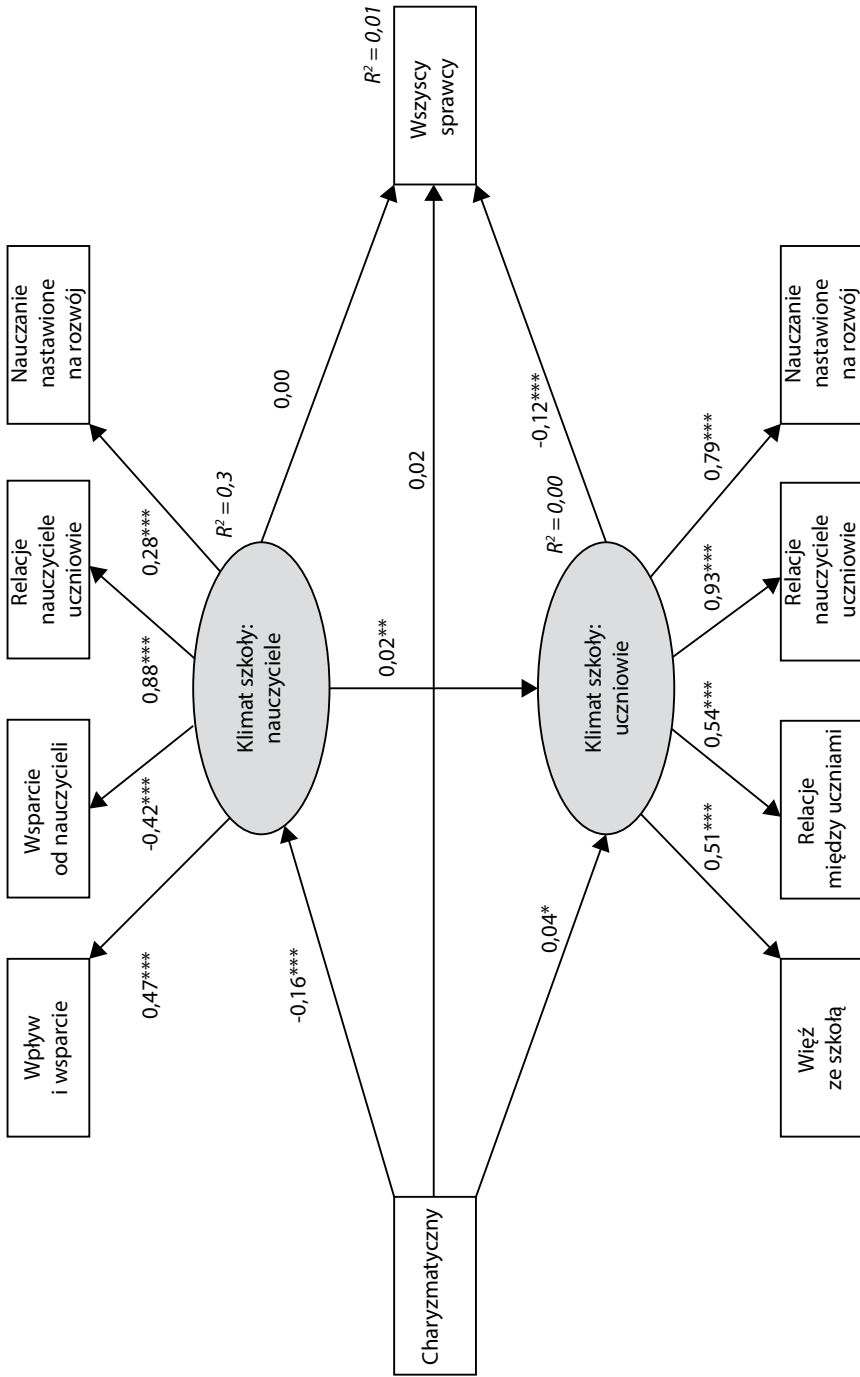 Wpływ
i wsparcie
Wsparcie
od nauczycieli
Relacje
nauczyciele
uczniowie
Nauczanie
nastawione
na rozwój
0,47***
-0,42***
0,88***
0,28***
Klimat szkoły:
nauczyciele
R² = 0,3
-0,16***
0,02**
0,00
Charyzmatyczny
0,02
Wszyscy
sprawcy
R² = 0,01
0,04*
-0,12***
Klimat szkoły:
uczniowie
R² = 0,00
0,51***
0,54***
0,93***
0,79***
Więź
ze szkołą
Relacje
między uczniami
Relacje
nauczyciele
uczniowie
Nauczanie
nastawione
na rozwój